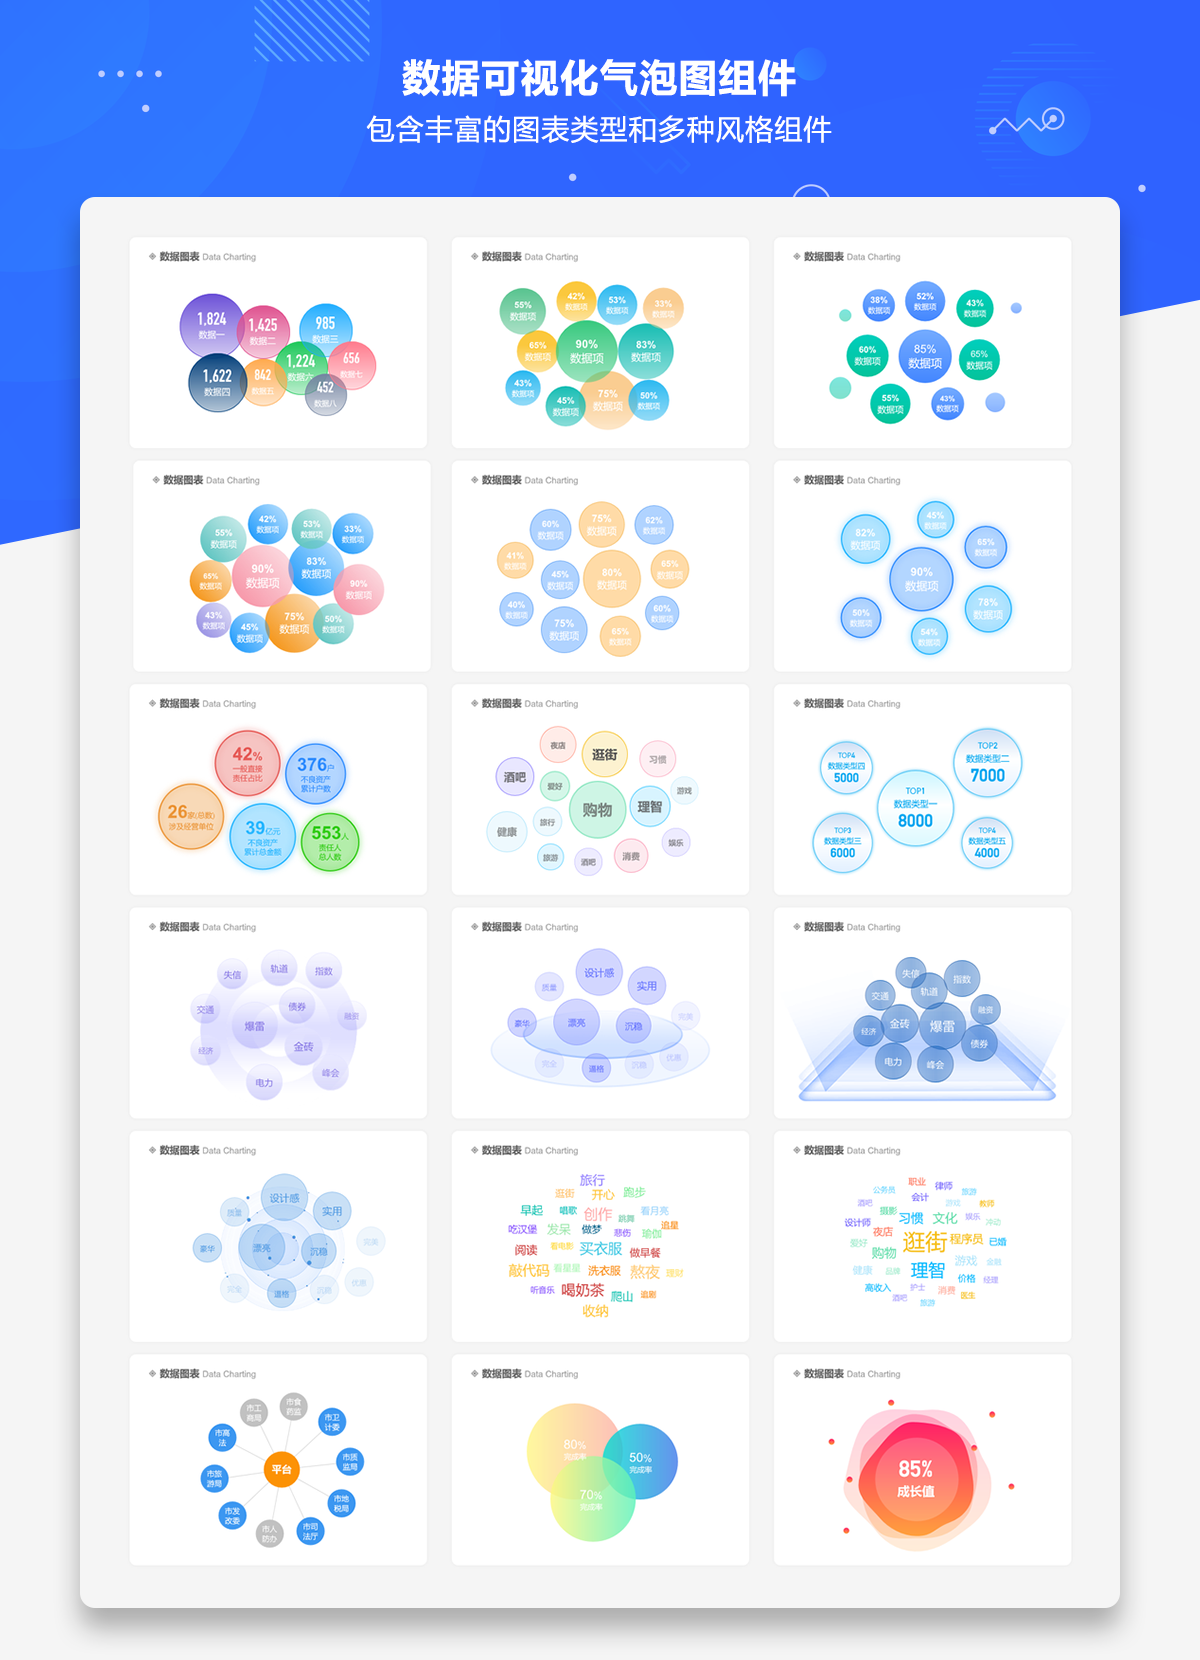 数据可视化气泡图组件
包含丰富的图表类型和多种风格组件
数据图表 Data Charting
1,824
数据一
1,425
数据二
985
数据三
1,622
数据四
842
数据五
1,224
数据六
656
数据七
452
数据八
数据图表 Data Charting
55%
数据项
42%
数据项
53%
数据项
33%
数据项
65%
数据项
90%
数据项
83%
数据项
43%
数据项
45%
数据项
75%
数据项
50%
数据项
数据图表 Data Charting
38%
数据项
52%
数据项
43%
数据项
60%
数据项
85%
数据项
65%
数据项
55%
数据项
43%
数据项
数据图表 Data Charting
55%
数据项
42%
数据项
53%
数据项
33%
数据项
65%
数据项
90%
数据项
83%
数据项
90%
数据项
43%
数据项
45%
数据项
75%
数据项
50%
数据项
数据图表 Data Charting
60%
数据项
75%
数据项
62%
数据项
41%
数据项
45%
数据项
80%
数据项
65%
数据项
40%
数据项
75%
数据项
65%
数据项
60%
数据项
数据图表 Data Charting
82%
数据项
45%
数据项
65%
数据项
90%
数据项
50%
数据项
54%
数据项
78%
数据项
数据图表 Data Charting
42%
一般直接
责任占比
376户
不良资产
累计户数
26家(总数)
涉及经营单位
39亿元
不良资产
累计总金额
553人
责任人
总人数
数据图表 Data Charting
夜店
逛街
习惯
酒吧
爱好
购物
理智
游戏
健康
旅行
旅游
酒吧
消费
娱乐
数据图表 Data Charting
TOP4
数据类型四
5000
TOP2
数据类型二
7000
TOP1
数据类型一
8000
TOP3
数据类型三
6000
TOP4
数据类型五
4000
数据图表 Data Charting
失信
轨道
指数
交通
债券
融资
爆雷
经济
金砖
电力
峰会
数据图表 Data Charting
设计感
质量
实用
豪华
漂亮
沉稳
完美
完全
道格
沉稳
优惠
数据图表 Data Charting
失信
指数
交通
轨道
融资
经济
金砖
爆雷
债券
电力
峰会
数据图表 Data Charting
设计感
质量
实用
豪华
漂亮
沉稳
完美
完全
道格
沉稳
优惠
数据图表 Data Charting
旅行
逛街
开心
跑步
早起
唱歌
创作
跳舞
看月亮
吃汉堡
发呆
做梦
悲伤
瑜伽
追星
阅读
看电影
买衣服
做早餐
敲代码
看星星
洗衣服
熬夜
理财
听音乐
喝奶茶
爬山
追剧
收纳
数据图表 Data Charting
职业
公务员
律师
旅游
酒吧
会计
游戏
教师
摄影
设计师
习惯
文化
娱乐
冲动
夜店
爱好
逛街
程序员
已婚
购物
游戏
金融
健康
品牌
理智
价格
经理
高收入
护士
消费
医生
酒吧
旅游
数据图表 Data Charting
市工
商局
市食
药监
市卫
计委
市高
法
市质
监局
平台
市旅
游局
市地
税局
市发
改委
市人
防办
市司
法厅
数据图表 Data Charting
80%
完成率
50%
完成率
70%
完成率
数据图表 Data Charting
85%
成长值